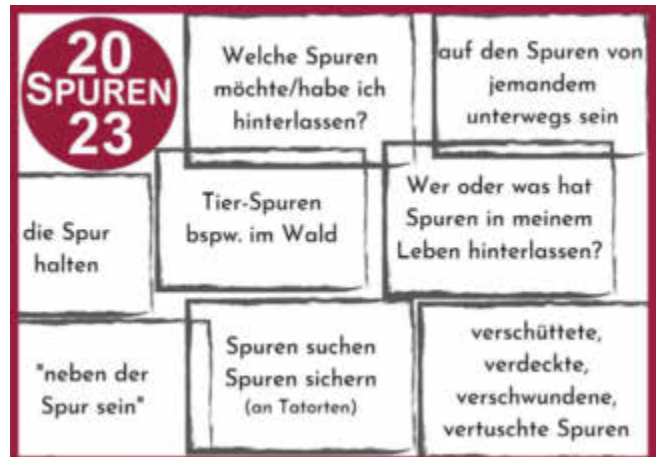 20
SPUREN
23
Welche Spuren
möchte/habe ich
hinterlassen?
auf den Spuren von
jemandem
unterwegs sein
die Spur
halten
Tier-Spuren
bspw. im Wald
Wer oder was hat
Spuren in meinem
Leben hinterlassen?
"neben der
Spur sein"
Spuren suchen
Spuren sichern
(an Tatorten)
verschüttete,
verdeckte,
verschwundene,
vertuschte Spuren